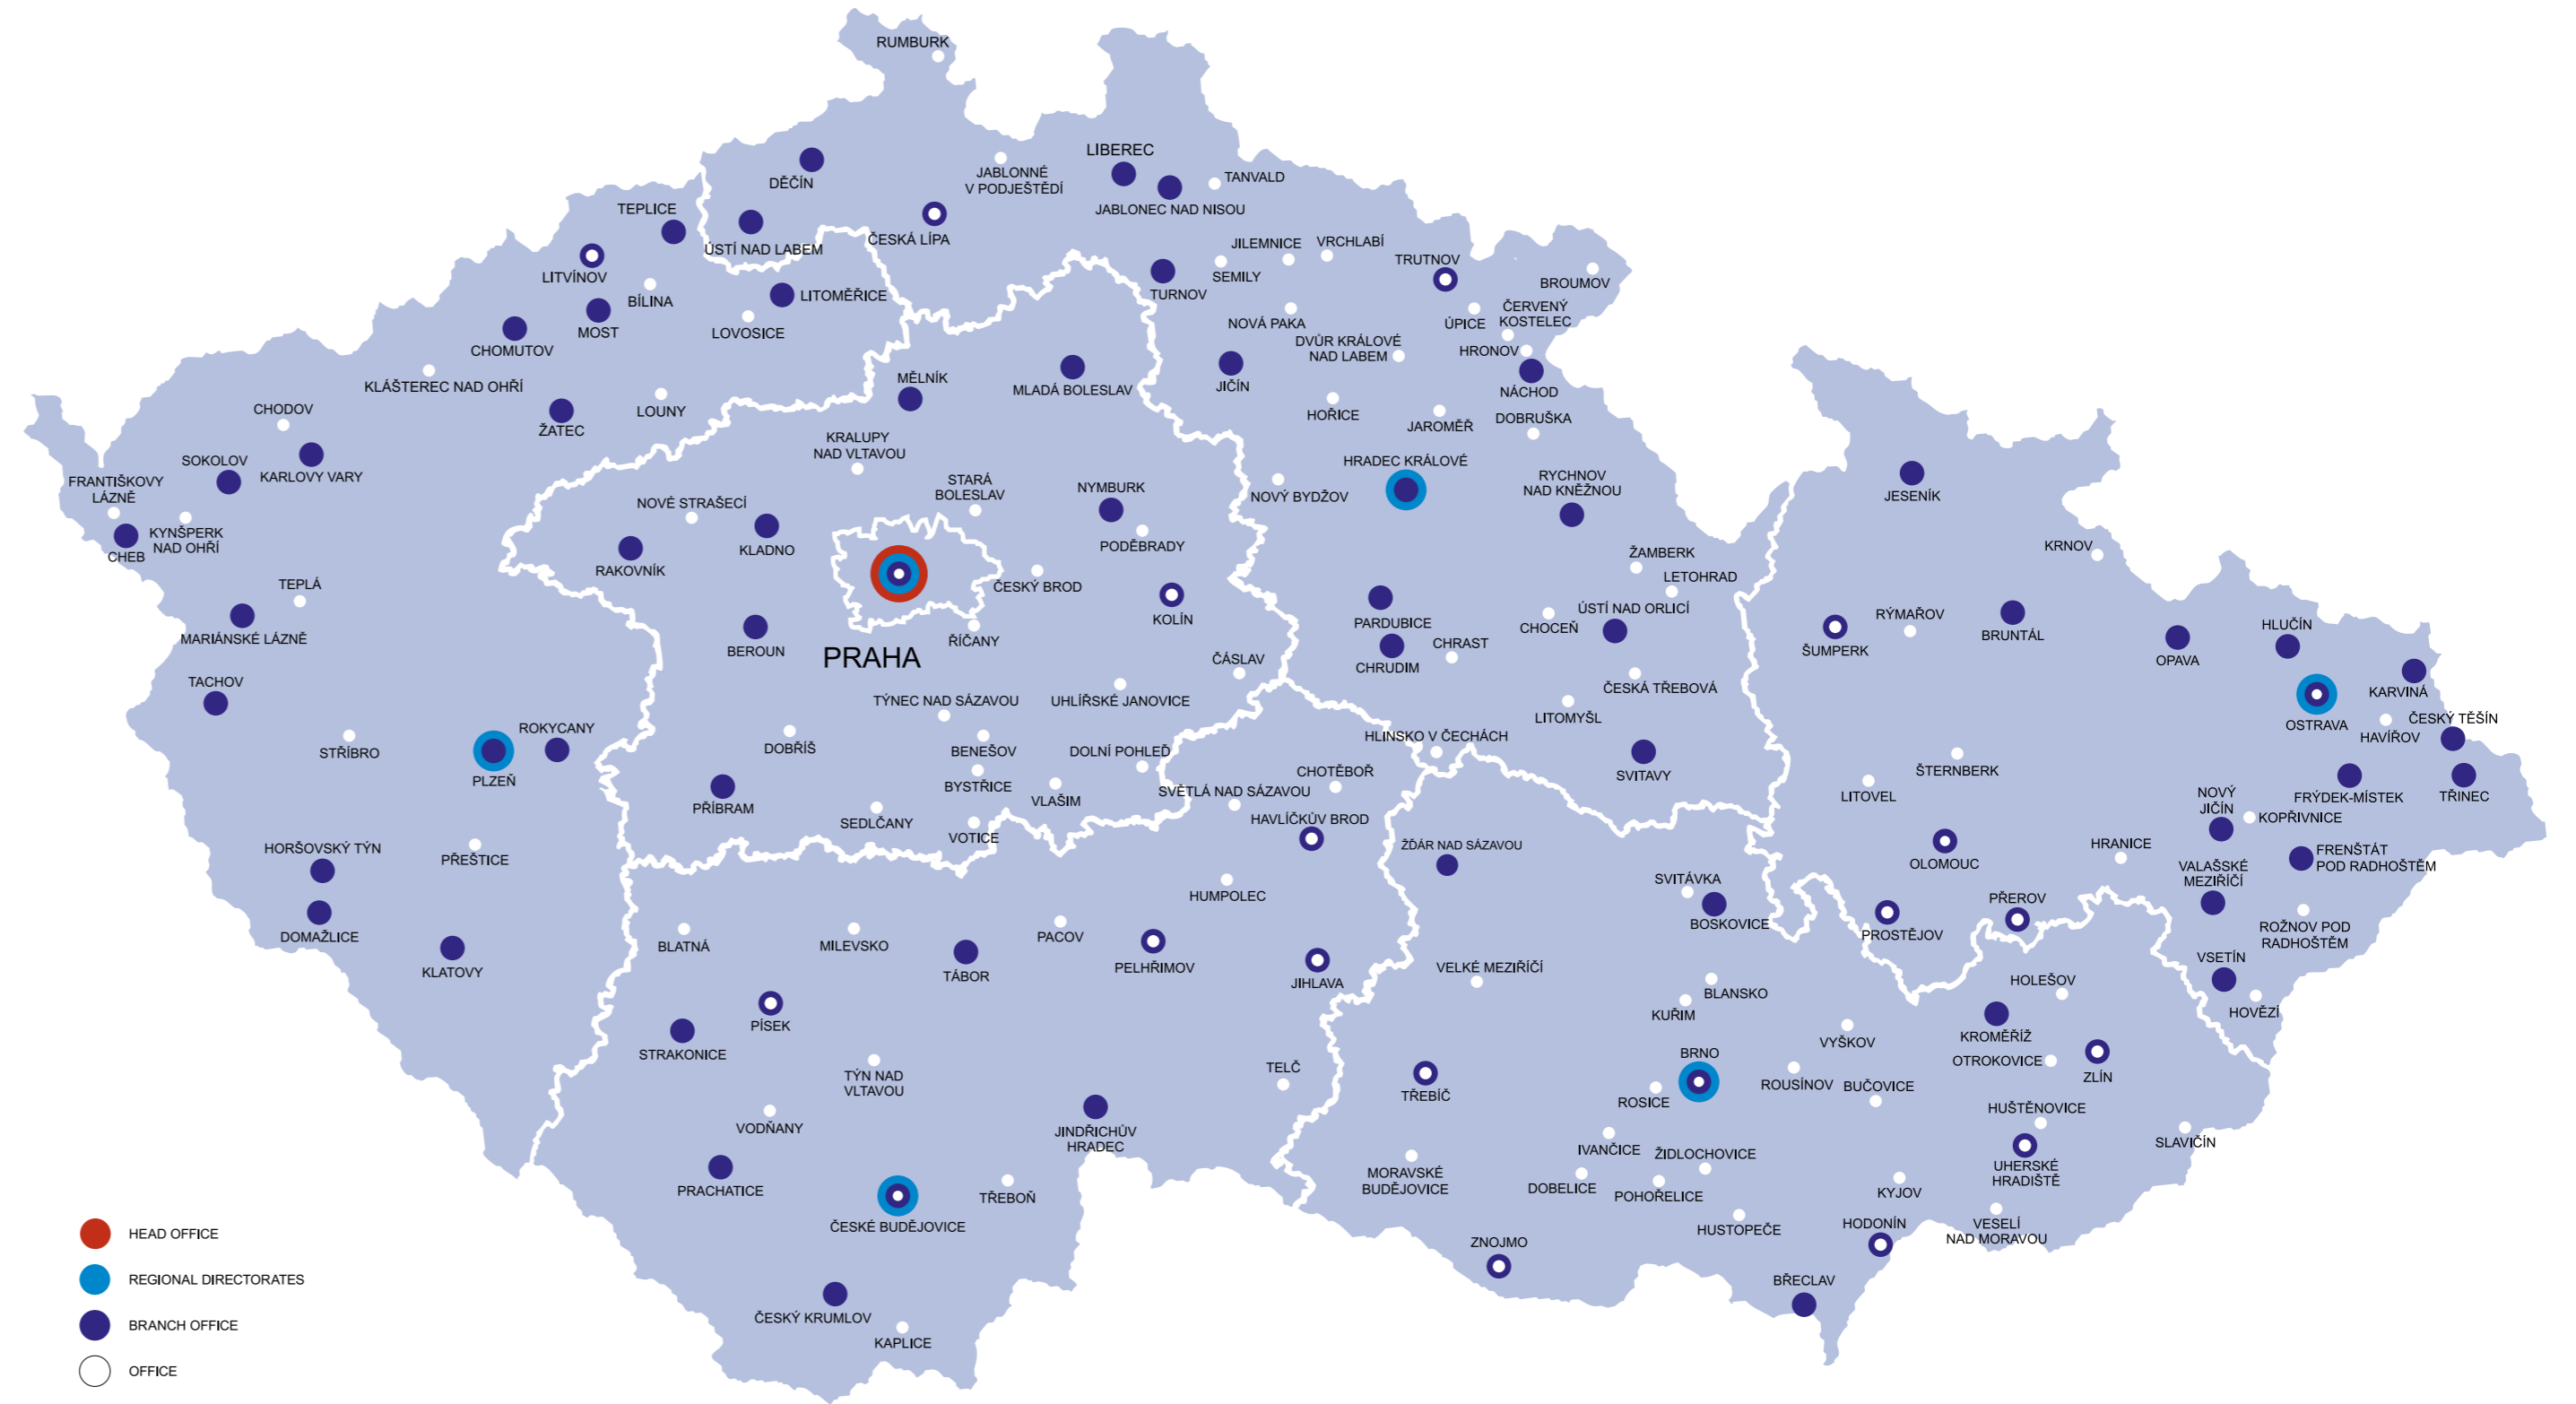 RUMBURK
LIBEREC
JABLONNÉ
V PODJEŠTĚDÍ
TANVALD
DĚČÍN
JABLONEC NAD NISOU
TEPLICE
ÚSTÍ NAD LABEM
ČESKÁ LÍPA
JILEMNICE
VRCHLABÍ
TRUTNOV
LITVÍNOV
SEMILY
BROUMOV
BÍLINA
LITOMĚŘICE
TURNOV
ČERVENÝ
KOSTELEC
MOST
LOVOSICE
NOVÁ PAKA
ÚPICE
CHOMUTOV
DVŮR KRÁLOVÉ
NAD LABEM
HRONOV
KLÁŠTEREC NAD OHŘÍ
MĚLNÍK
MLADÁ BOLESLAV
JIČÍN
NÁCHOD
CHODOV
LOUNY
HOŘICE
JAROMĚŘ
DOBRUŠKA
ŽATEC
KRALUPY
NAD VLTAVOU
SOKOLOV
KARLOVY VARY
HRADEC KRÁLOVÉ
FRANTIŠKOVY
LÁZNĚ
STARÁ
BOLESLAV
NYMBURK
NOVÝ BYDŽOV
RYCHNOV
NAD KNĚŽNOU
JESENÍK
NOVÉ STRAŠECÍ
KYNŠPERK
NAD OHŘÍ
CHEB
KLADNO
PODĚBRADY
KRNOV
RAKOVNÍK
ŽAMBERK
TEPLÁ
ČESKÝ BROD
LETOHRAD
KOLÍN
ÚSTÍ NAD ORLICÍ
RÝMAŘOV
PARDUBICE
CHOCEŇ
HLUČÍN
MARIÁNSKÉ LÁZNĚ
ŘÍČANY
BEROUN
PRAHA
CHRAST
BRUNTÁL
ŠUMPERK
ČÁSLAV
CHRUDIM
OPAVA
TACHOV
ČESKÁ TŘEBOVÁ
KARVINÁ
TÝNEC NAD SÁZAVOU
UHLÍŘSKÉ JANOVICE
LITOMYŠL
ČESKÝ TĚŠÍN
OSTRAVA
HAVÍŘOV
ROKYCANY
STŘÍBRO
DOBŘÍŠ
BENEŠOV
DOLNÍ POHLEĎ
HLINSKO V ČECHÁCH
PLZEŇ
CHOTĚBOŘ
SVITAVY
ŠTERNBERK
BYSTŘICE
SVĚTLÁ NAD SÁZAVOU
LITOVEL
NOVÝ
JIČÍN
FRÝDEK-MÍSTEK
TŘINEC
PŘÍBRAM
VLAŠIM
SEDLČANY
HAVLÍČKŮV BROD
KOPŘIVNICE
VOTICE
HORŠOVSKÝ TÝN
PŘEŠTICE
ŽĎÁR NAD SÁZAVOU
HRANICE
OLOMOUC
FRENŠTÁT
POD RADHOŠTĚM
VALAŠSKÉ
MEZIŘÍČÍ
SVITÁVKA
HUMPOLEC
PŘEROV
BOSKOVICE
DOMAŽLICE
BLATNÁ
MILEVSKO
PACOV
PROSTĚJOV
ROŽNOV POD
RADHOŠTĚM
KLATOVY
TÁBOR
PELHŘIMOV
JIHLAVA
VELKÉ MEZIŘÍČÍ
VSETÍN
HOLEŠOV
BLANSKO
HOVĚZÍ
KUŘIM
PÍSEK
KROMĚŘÍŽ
VYŠKOV
STRAKONICE
BRNO
OTROKOVICE
TELČ
TÝN NAD
VLTAVOU
ZLÍN
ROUSÍNOV
BUČOVICE
TŘEBÍČ
ROSICE
HUŠTĚNOVICE
VODŇANY
JINDŘICHŮV
HRADEC
SLAVIČÍN
IVANČICE
ŽIDLOCHOVICE
UHERSKÉ
HRADIŠTĚ
MORAVSKÉ
BUDĚJOVICE
PRACHATICE
TŘEBOŇ
DOBELICE
POHOŘELICE
KYJOV
ČESKÉ BUDĚJOVICE
HUSTOPEČE
HODONÍN
VESELÍ
NAD MORAVOU
HEAD OFFICE
ZNOJMO
REGIONAL DIRECTORATES
BŘECLAV
ČESKÝ KRUMLOV
BRANCH OFFICE
KAPLICE
OFFICE